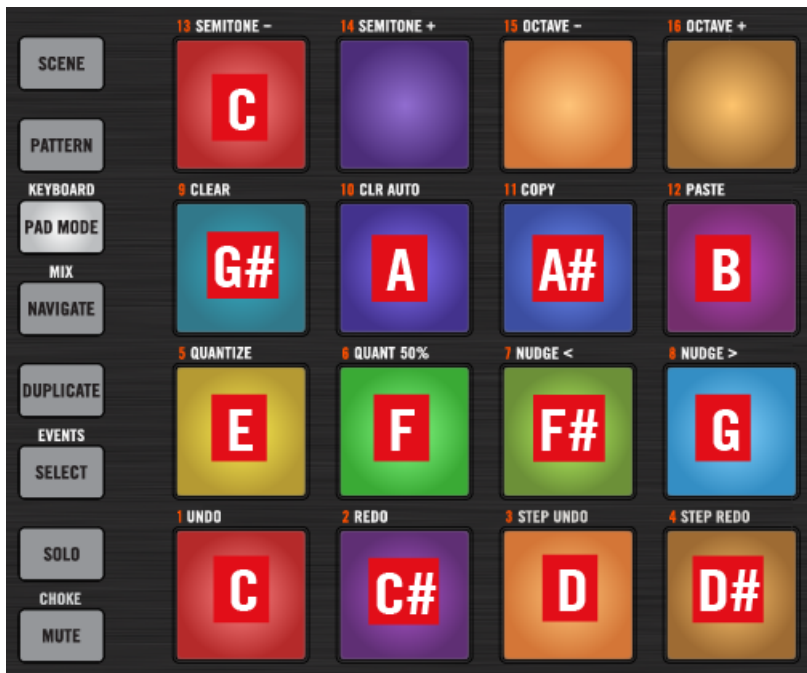 13 SEMITONE –
14 SEMITONE +
15 OCTAVE –
16 OCTAVE +
SCENE
C
PATTERN
KEYBOARD
9 CLEAR
10 CLR AUTO
11 COPY
12 PASTE
PAD MODE
G#
A
A#
B
MIX
NAVIGATE
5 QUANTIZE
6 QUANT 50%
7 NUDGE <
8 NUDGE >
DUPLICATE
E
F
F#
G
EVENTS
SELECT
1 UNDO
2 REDO
3 STEP UNDO
4 STEP REDO
SOLO
C
C#
D
D#
CHOKE
MUTE